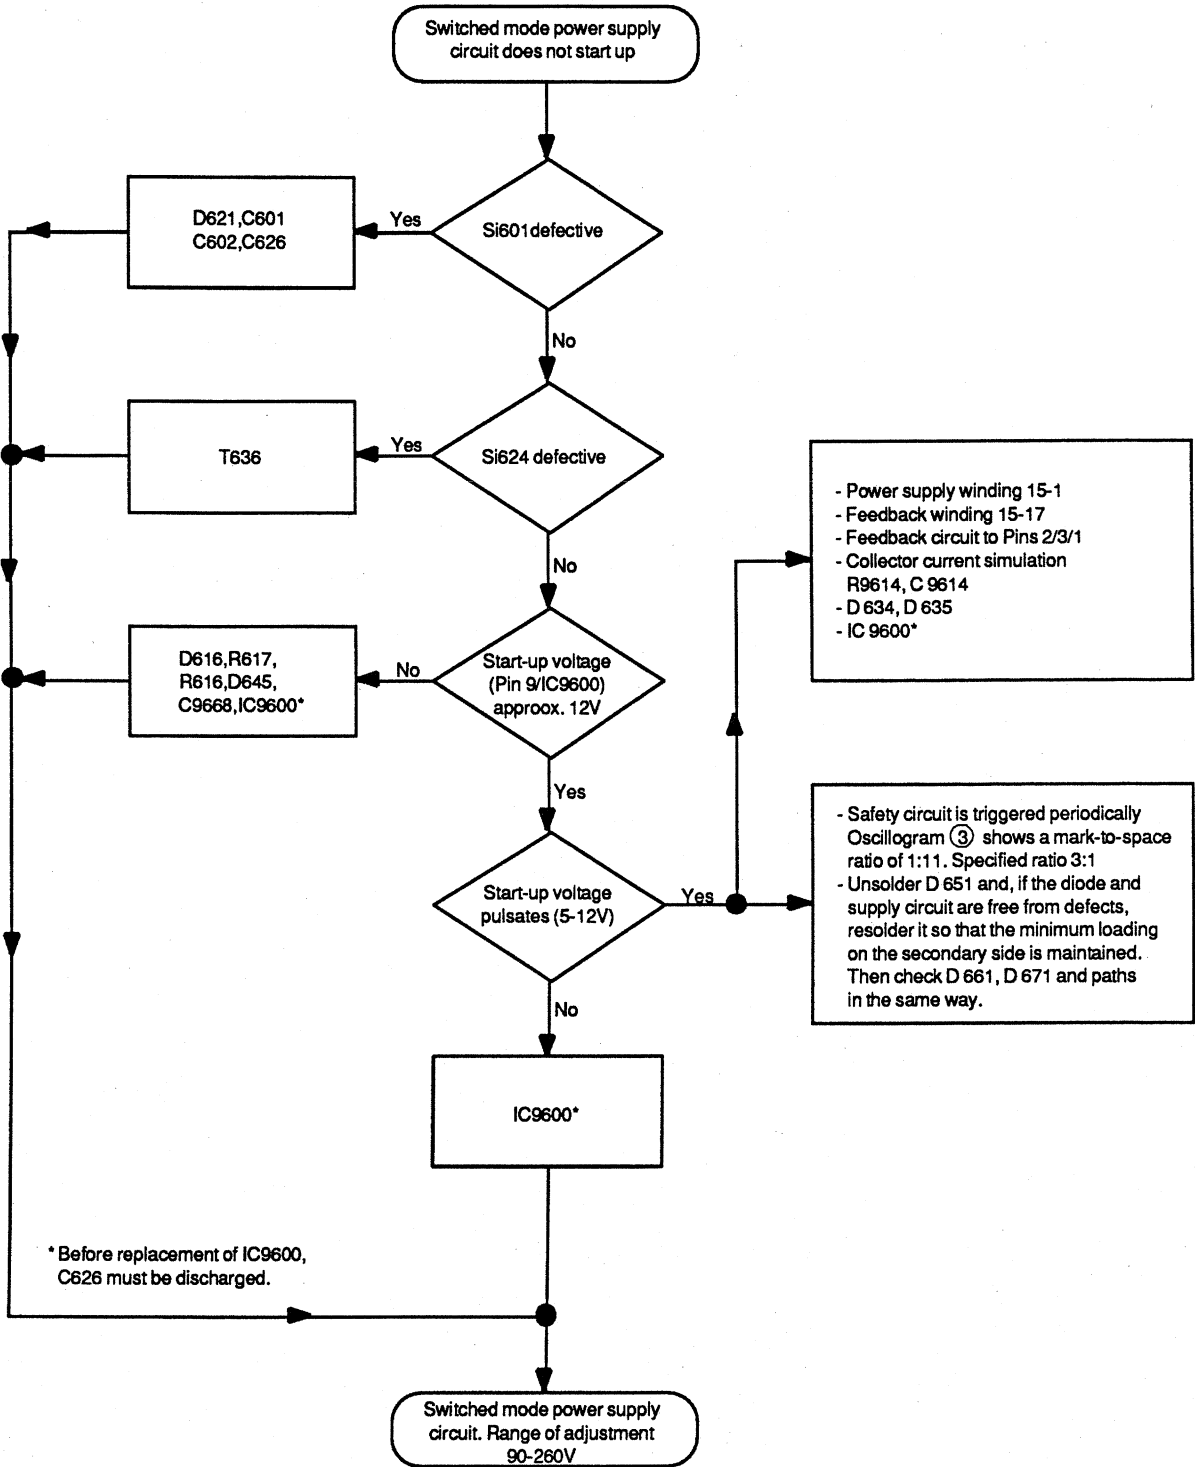 Switched mode power supply
circuit does not start up
D621,C601
C602,C626
Yes
Si601defective
No
T636
Yes
Si624 defective
No
- Power supply winding 15-1
- Feedback winding 15-17
- Feedback circuit to Pins 2/3/1
- Collector current simulation
R9614, C 9614
- D 634, D 635
- IC 9600*
D616,R617,
R616,D645,
C9668,IC9600*
No
Start-up voltage
(Pin 9/IC9600)
approox. 12V
Yes
Start-up voltage
pulsates (5-12V)
Yes
- Safety circuit is triggered periodically
Oscillogram ③ shows a mark-to-space
ratio of 1:11. Specified ratio 3:1
- Unsolder D 651 and, if the diode and
supply circuit are free from defects,
resolder it so that the minimum loading
on the secondary side is maintained.
Then check D 661, D 671 and paths
in the same way.
No
IC9600*
* Before replacement of IC9600,
C626 must be discharged.
Switched mode power supply
circuit. Range of adjustment
90-260V